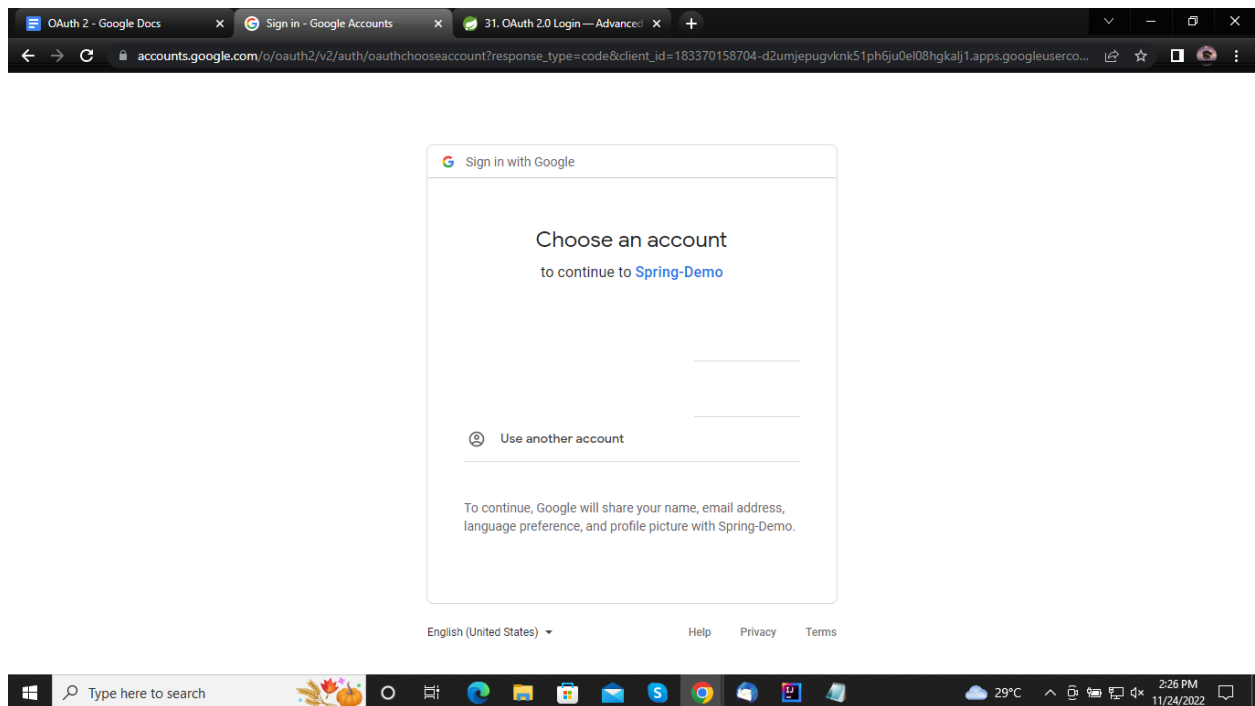 OAuth 2 - Google Docs
Sign in - Google Accounts
31. OAuth 2.0 Login — Advanced
accounts.google.com/o/oauth2/v2/auth/oauthchooseaccount?response_type=code&client_id=183370158704-d2umjepugvknk51ph6ju0el08hgkalj1.apps.googleuserco...
Sign in with Google
Choose an account
to continue to Spring-Demo
Use another account
To continue, Google will share your name, email address,
language preference, and profile picture with Spring-Demo.
English (United States)
Help Privacy Terms
Type here to search
29°C
2:26 PM
11/24/2022